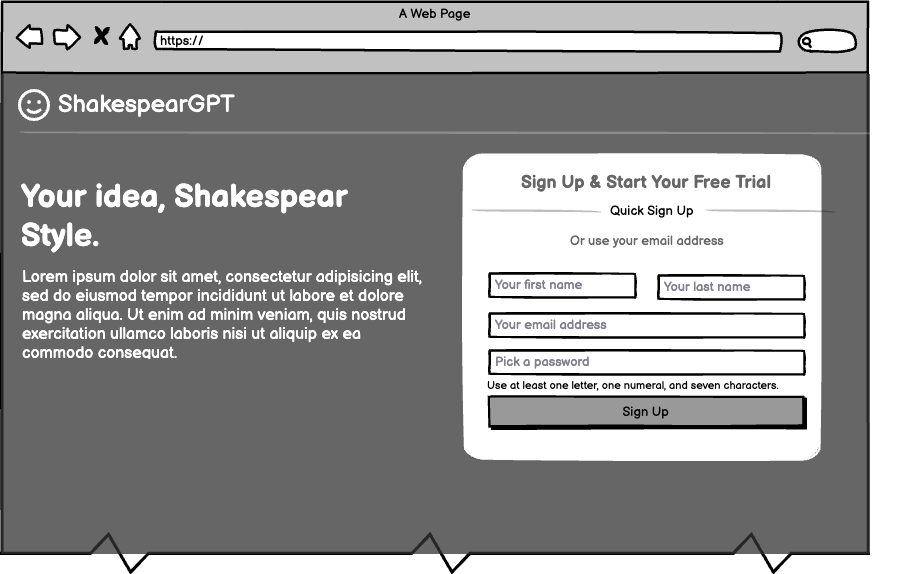 A Web Page
https://
ShakespearGPT
Your idea, Shakespear
Style.
Lorem ipsum dolor sit amet, consectetur adipisicing elit,
sed do eiusmod tempor incididunt ut labore et dolore
magna aliqua. Ut enim ad minim veniam, quis nostrud
exercitation ullamco laboris nisi ut aliquip ex ea
commodo consequat.
Sign Up & Start Your Free Trial
Quick Sign Up
Or use your email address
Your first name
Your last name
Your email address
Pick a password
Use at least one letter, one numeral, and seven characters.
Sign Up